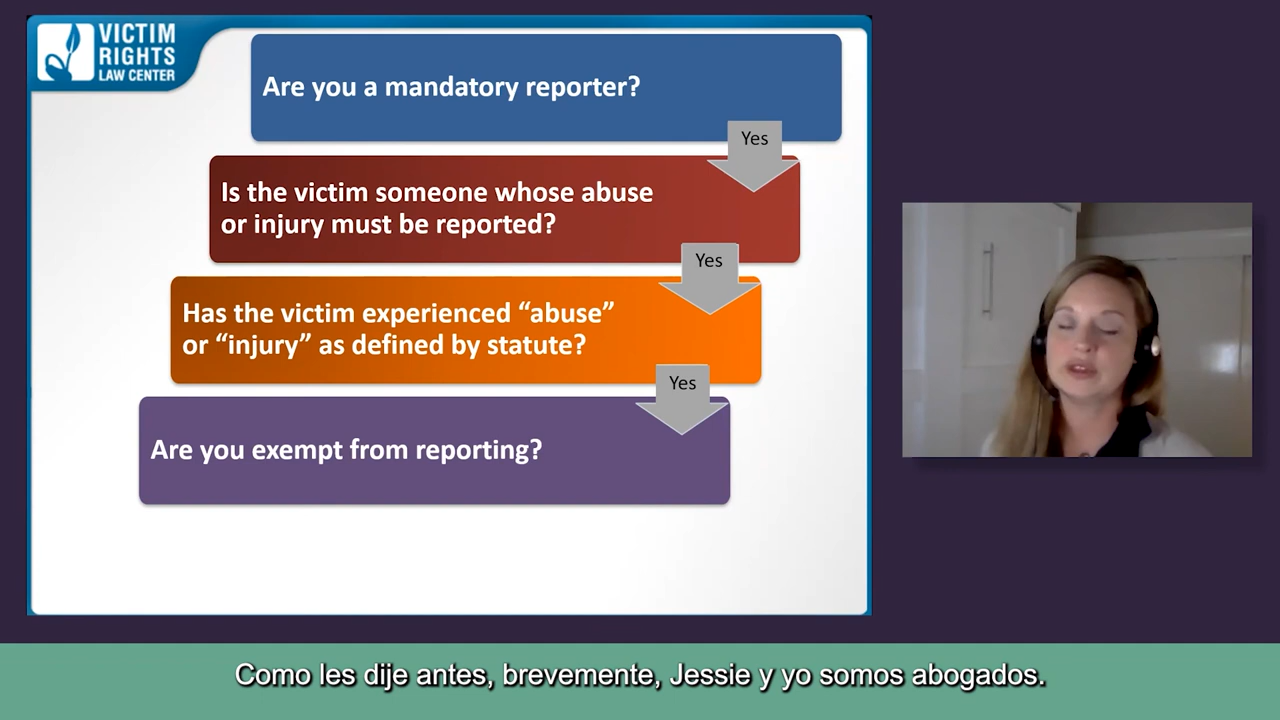 VICTIM
RIGHTS
LAW CENTER
Are you a mandatory reporter?
Yes
Is the victim someone whose abuse
or injury must be reported?
Yes
Has the victim experienced “abuse”
or “injury” as defined by statute?
Yes
Are you exempt from reporting?
Como les dije antes, brevemente, Jessie y yo somos abogados.